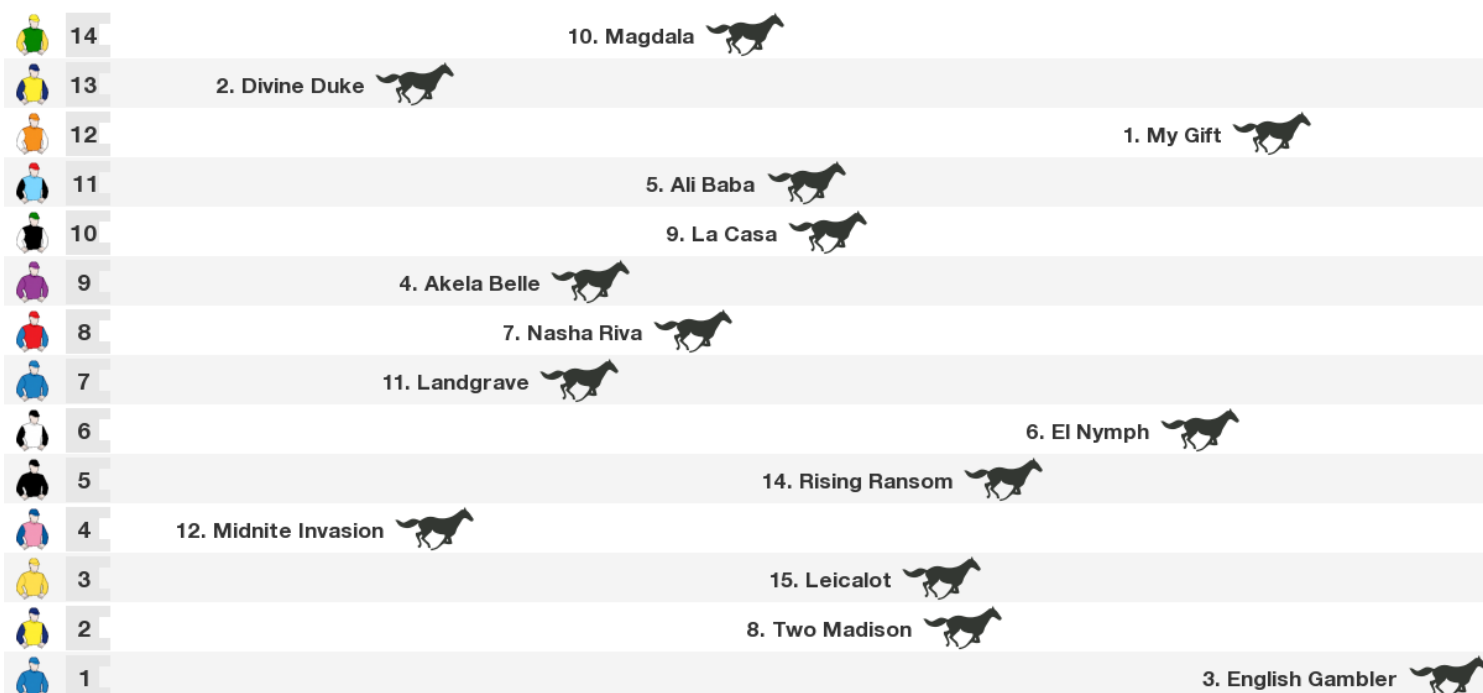 14 10. Magdala
13 2. Divine Duke
12 1. My Gift
11 5. Ali Baba
10 9. La Casa
9 4. Akela Belle
8 7. Nasha Riva
7 11. Landgrave
6 6. El Nymph
5 14. Rising Ransom
4 12. Midnite Invasion
3 15. Leicalot
2 8. Two Madison
1 3. English Gambler